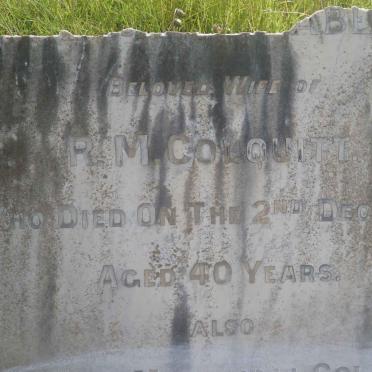 BELOVED WIFE OF
R. M. COLQUITT.
WHO DIED ON THE 2ND DEC
AGED 40 YEARS.
ALSO